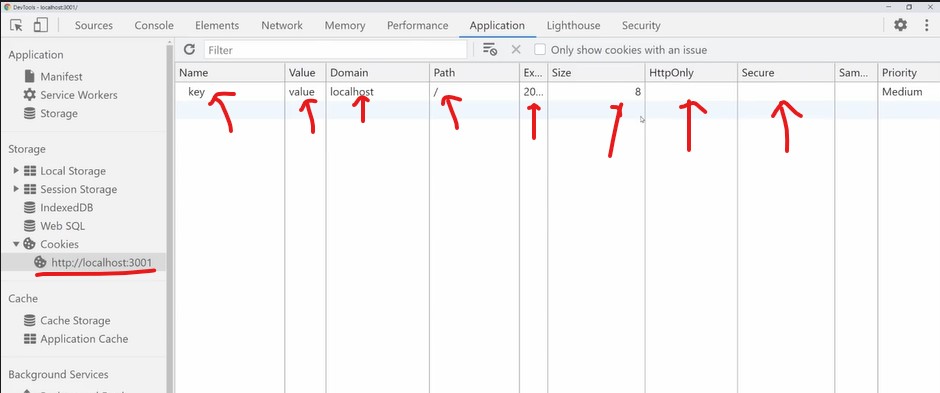 DevTools - localhost:3001/
Sources Console Elements Network Memory Performance Application Lighthouse Security
Application
Manifest
Service Workers
Storage
Storage
Local Storage
Session Storage
IndexedDB
Web SQL
Cookies
http://localhost:3001
Cache
Cache Storage
Application Cache
Background Services
Filter
Only show cookies with an issue
Name Value Domain Path Ex... Size HttpOnly Secure Sam... Priority
key value localhost / 20... 8 Medium